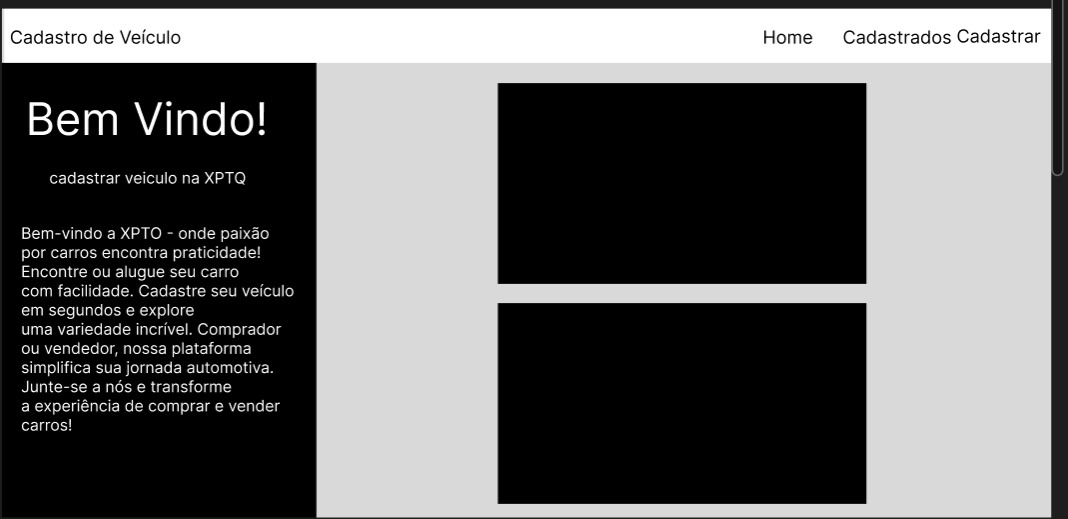 Cadastro de Veículo
Home Cadastrados Cadastrar
Bem Vindo!
cadastrar veiculo na XPTQ
Bem-vindo a XPTO - onde paixão
por carros encontra praticidade!
Encontre ou alugue seu carro
com facilidade. Cadastre seu veículo
em segundos e explore
uma variedade incrível. Comprador
ou vendedor, nossa plataforma
simplifica sua jornada automotiva.
Junte-se a nós e transforme
a experiência de comprar e vender
carros!